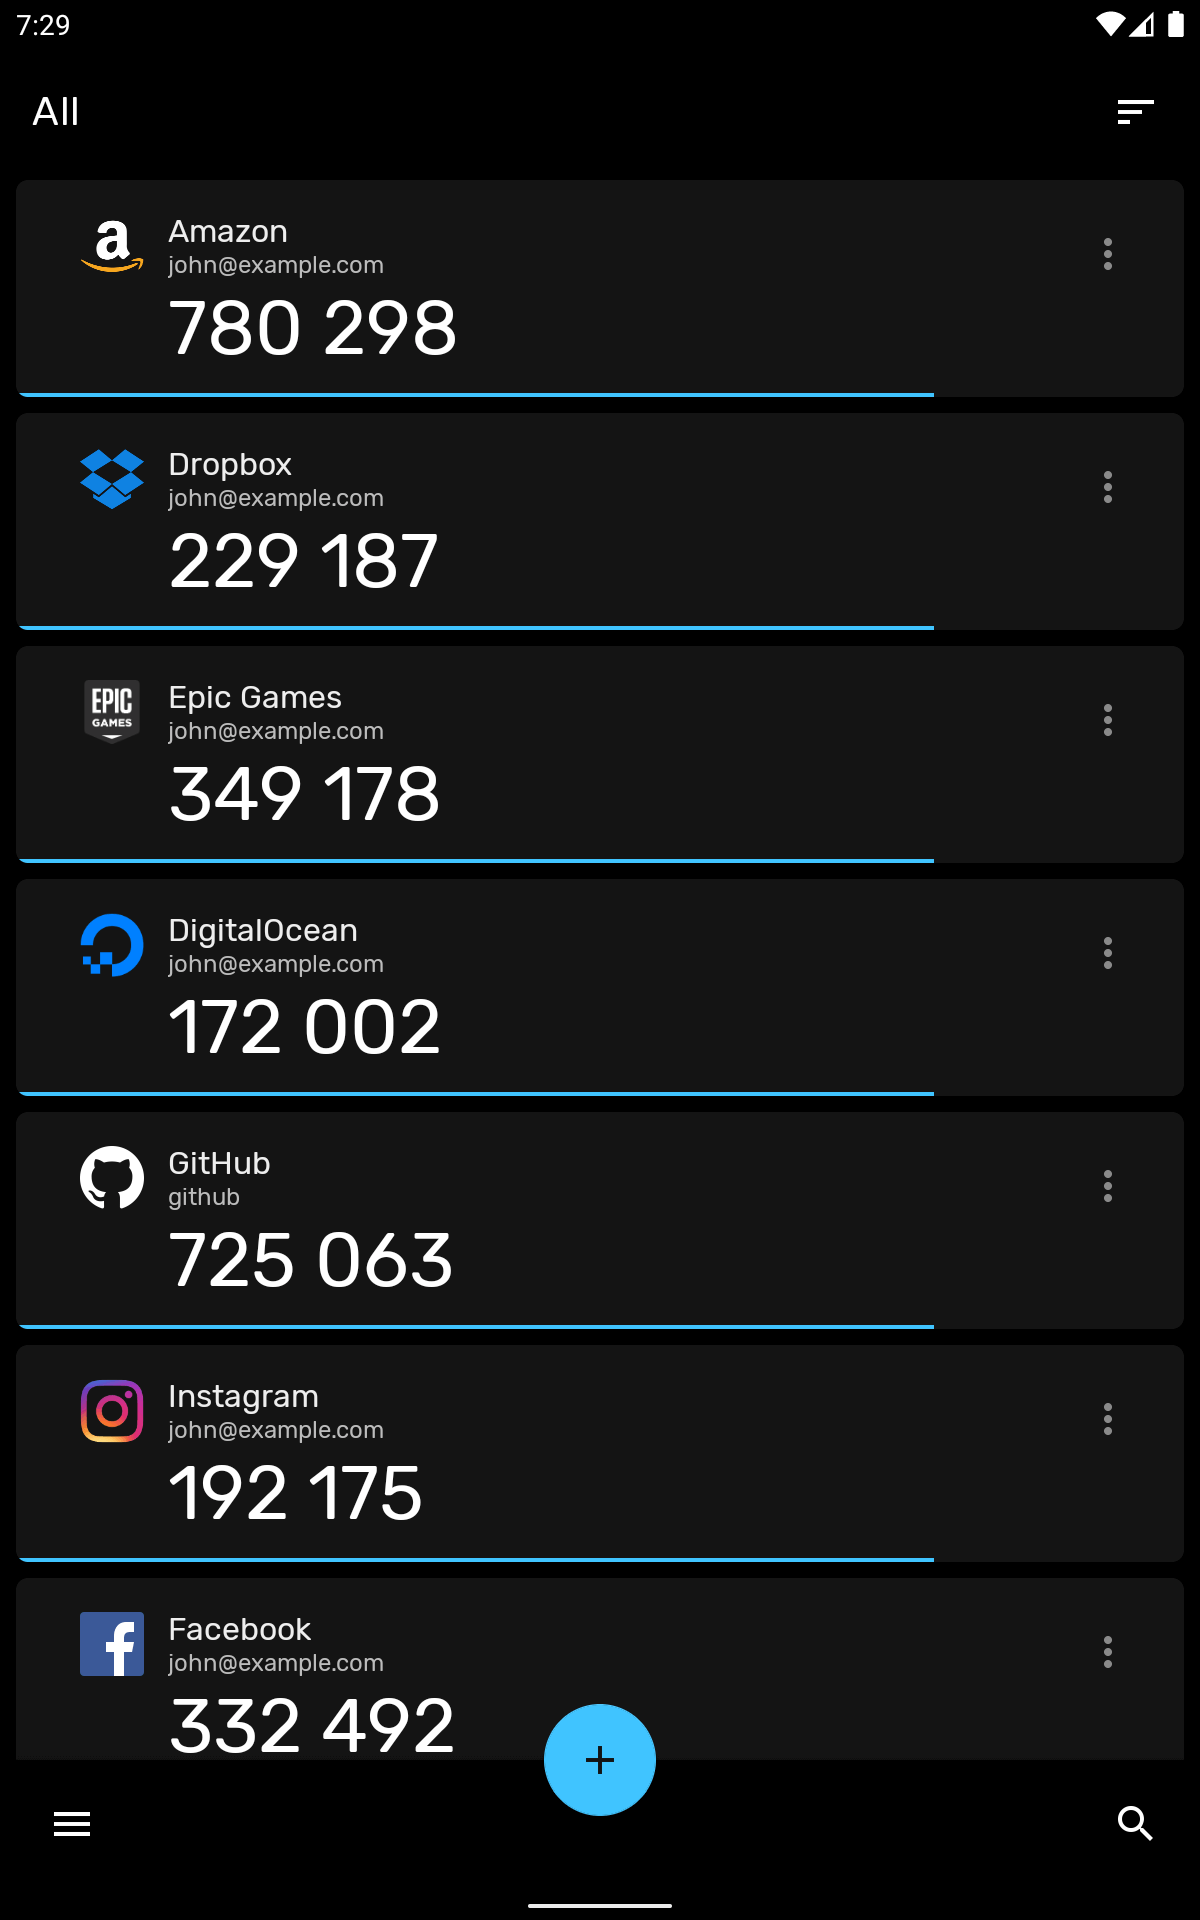 7:29
All
Amazon
john@example.com
780 298
Dropbox
john@example.com
229 187
EPIC
GAMES
Epic Games
john@example.com
349 178
DigitalOcean
john@example.com
172 002
GitHub
github
725 063
Instagram
john@example.com
192 175
Facebook
john@example.com
332 492